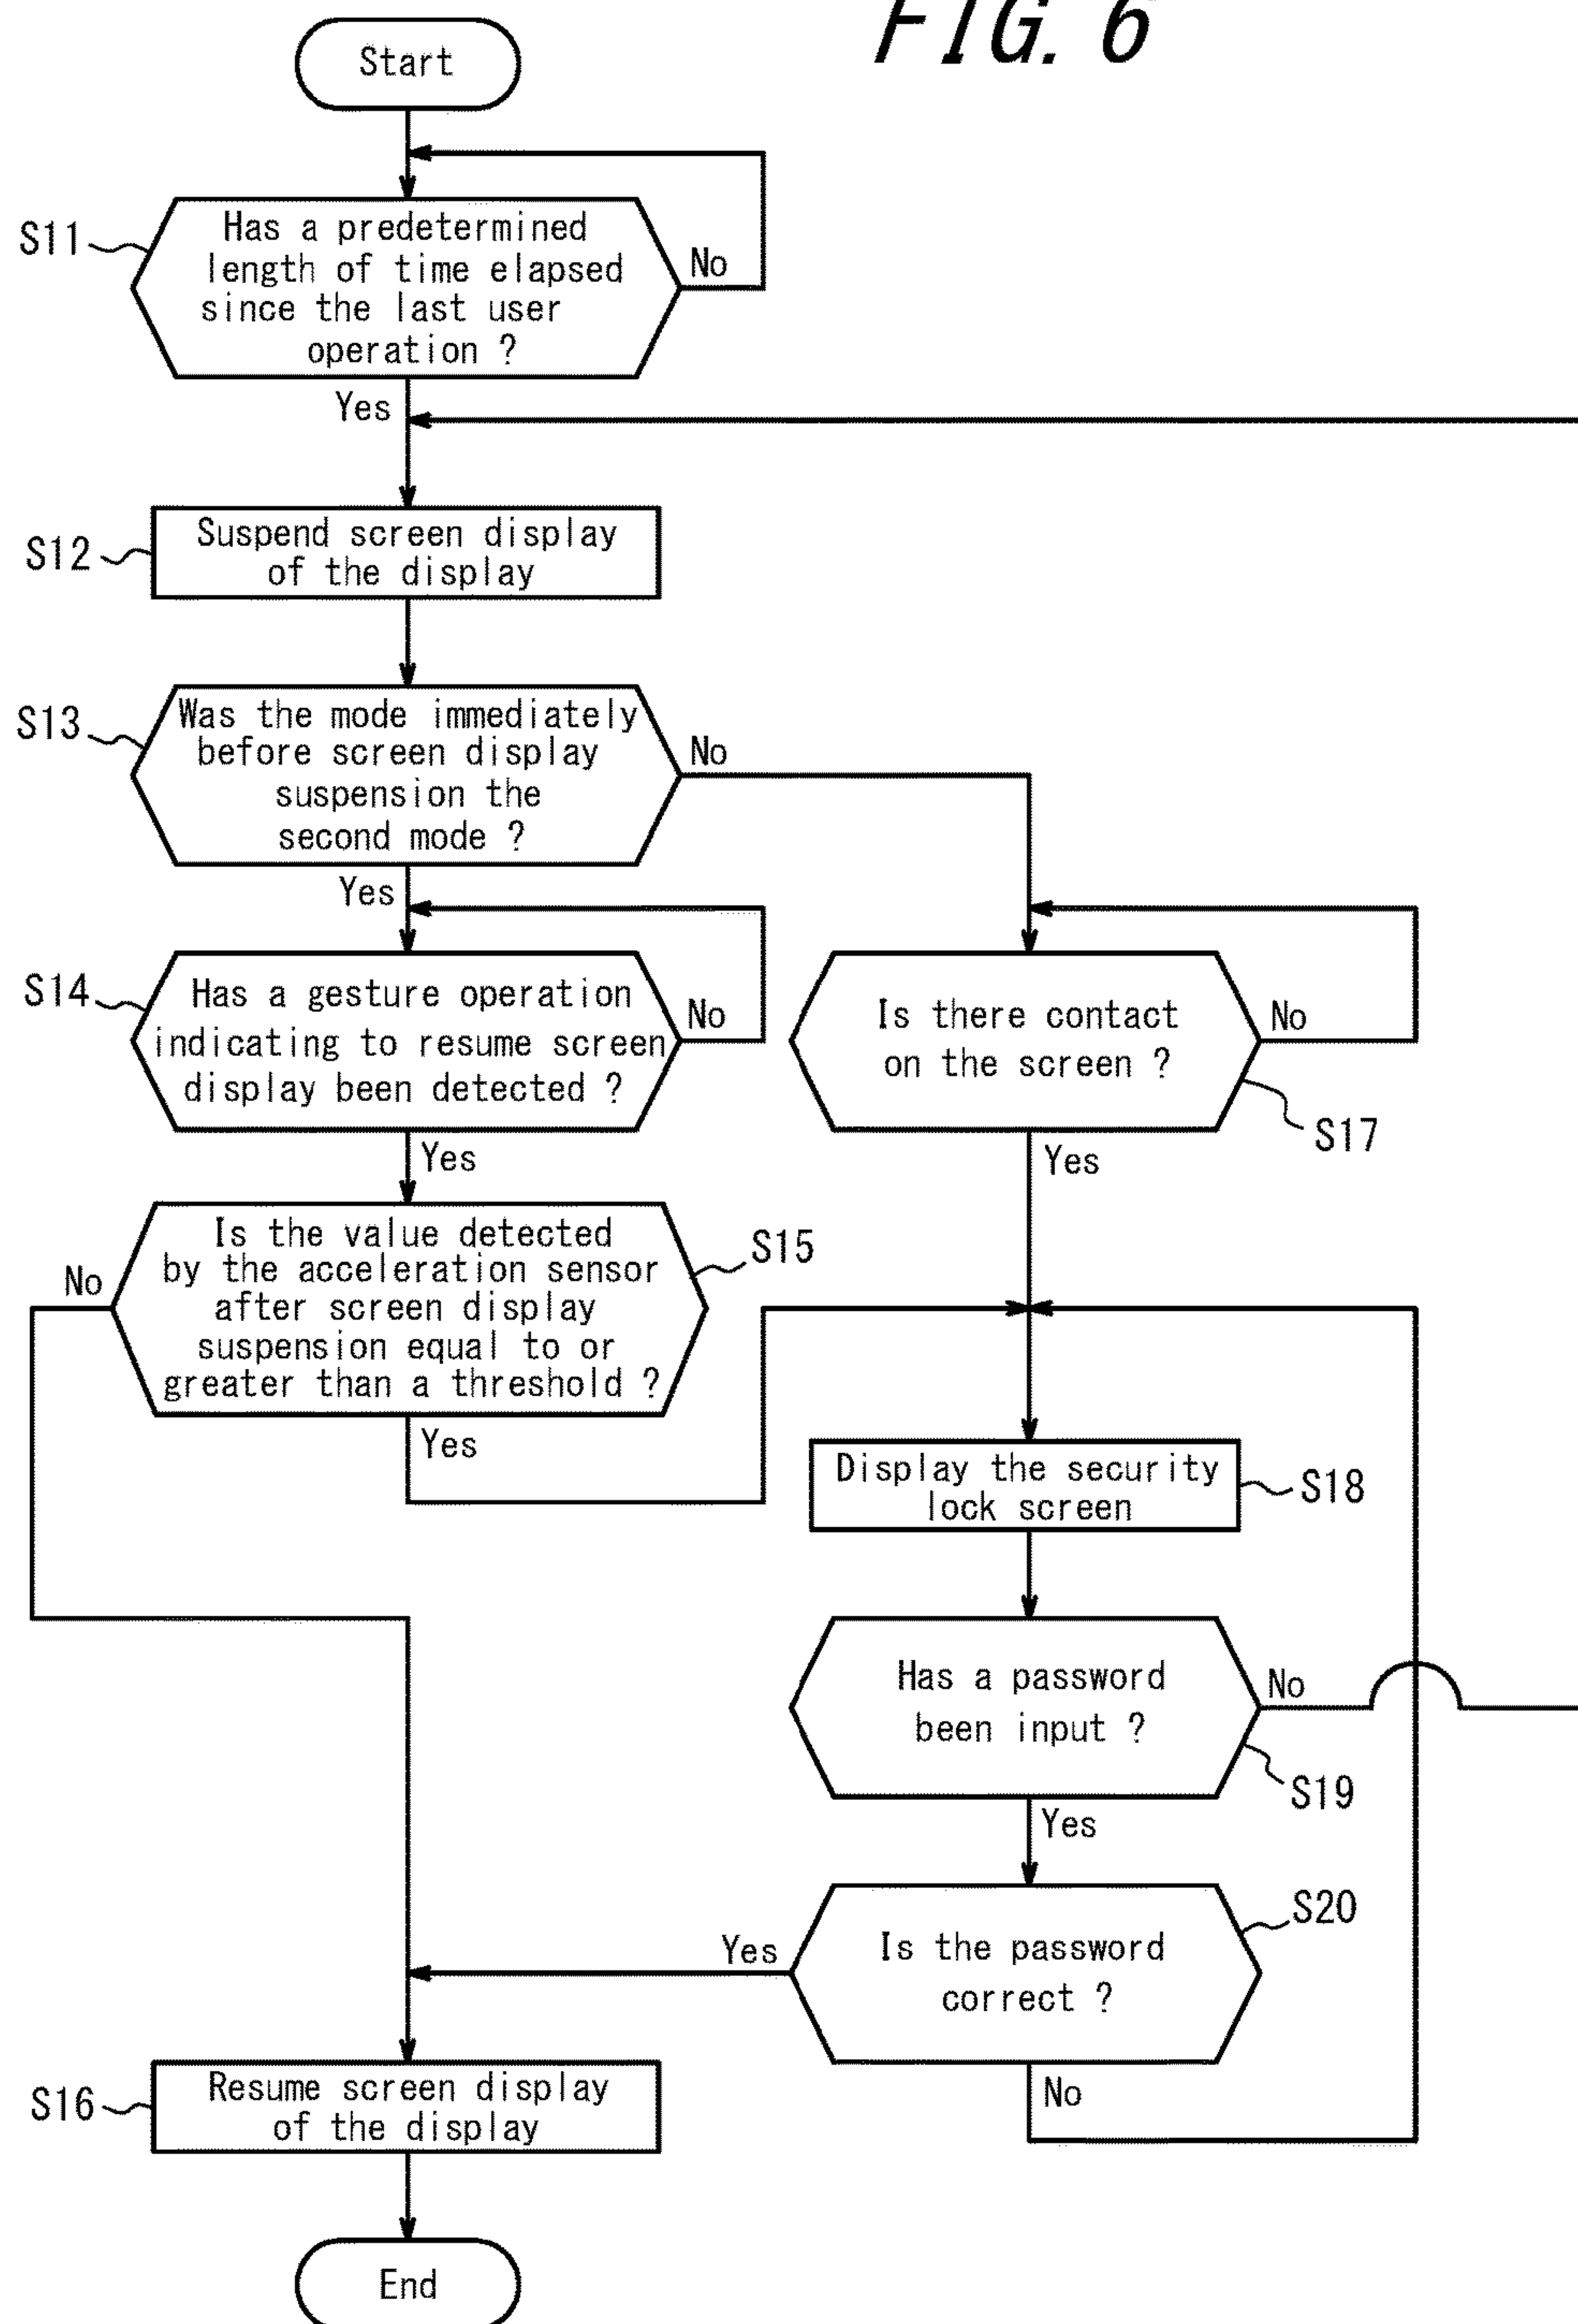 FIG. 6
Start
S11
Has a predetermined
length of time elapsed
since the last user
operation ?
No
Yes
S12
Suspend screen display
of the display
S13
Was the mode immediately
before screen display
suspension the
second mode ?
No
Yes
S14
Has a gesture operation
indicating to resume screen
display been detected ?
No
Is there contact
on the screen ?
No
S17
Yes
Yes
S15
Is the value detected
by the acceleration sensor
after screen display
suspension equal to or
greater than a threshold ?
No
Yes
Display the security
lock screen
S18
Has a password
been input ?
No
S19
Yes
S20
Is the password
correct ?
Yes
No
S16
Resume screen display
of the display
End